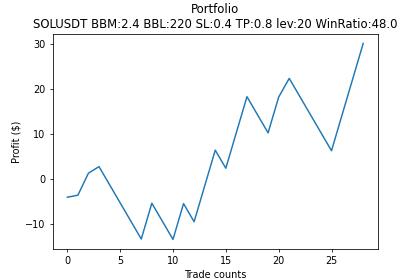 Portfolio
SOLUSDT BBM:2.4 BBL:220 SL:0.4 TP:0.8 lev:20 WinRatio:48.0
30
20
10
0
−10
Profit ($)
0 5 10 15 20 25
Trade counts